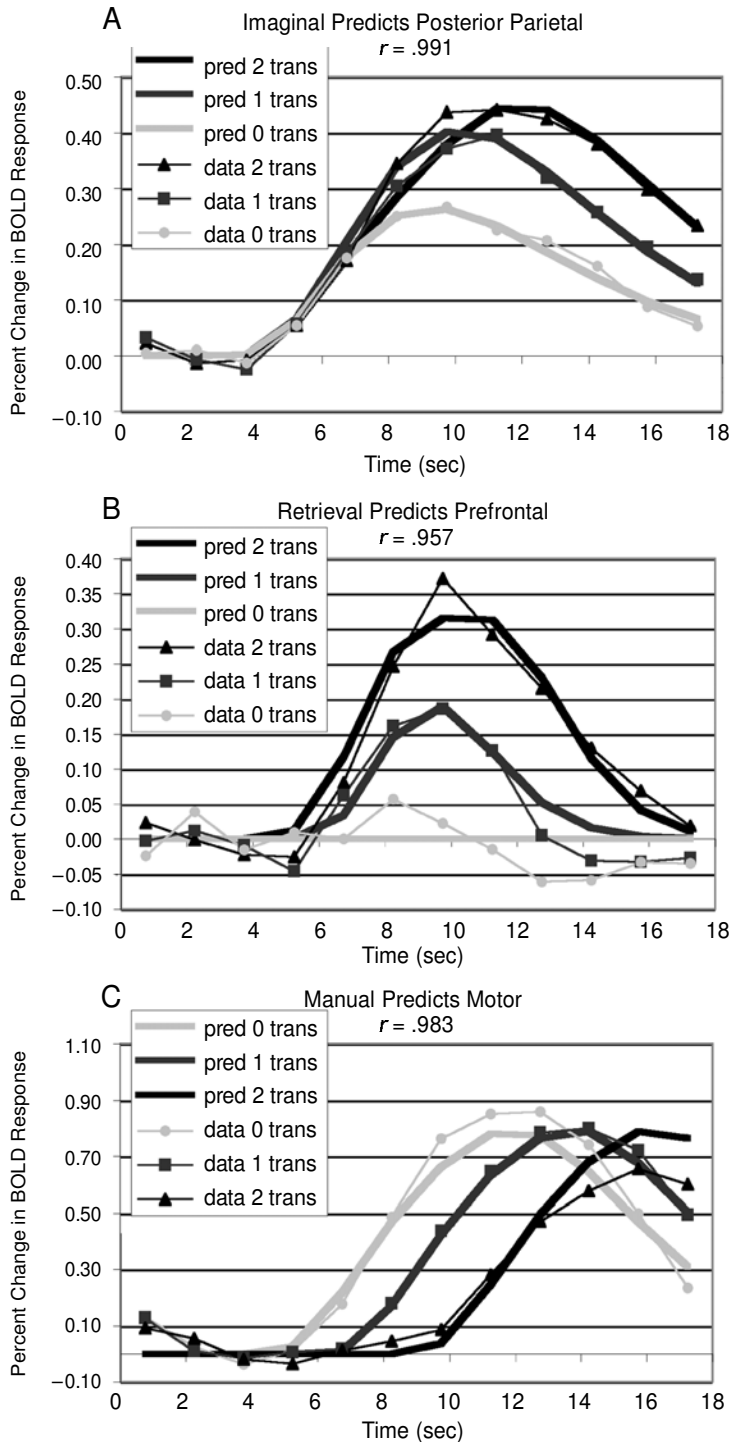 A
Imaginal Predicts Posterior Parietal
r = .991
pred 2 trans
pred 1 trans
pred 0 trans
data 2 trans
data 1 trans
data 0 trans
Percent Change in BOLD Response
0.50
0.40
0.30
0.20
0.10
0.00
−0.10
0 2 4 6 8 10 12 14 16 18
Time (sec)
B
Retrieval Predicts Prefrontal
r = .957
pred 2 trans
pred 1 trans
pred 0 trans
data 2 trans
data 1 trans
data 0 trans
Percent Change in BOLD Response
0.40
0.35
0.30
0.25
0.20
0.15
0.10
0.05
0.00
−0.05
−0.10
0 2 4 6 8 10 12 14 16 18
Time (sec)
C
Manual Predicts Motor
r = .983
pred 0 trans
pred 1 trans
pred 2 trans
data 0 trans
data 1 trans
data 2 trans
Percent Change in BOLD Response
1.10
0.90
0.70
0.50
0.30
0.10
−0.10
0 2 4 6 8 10 12 14 16 18
Time (sec)